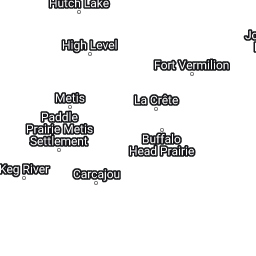 Hutch Lake
High Level
Fort Vermilion
Metis
La Crête
Paddle
Prairie Metis
Settlement
Buffalo
Head Prairie
Keg River
Carcajou